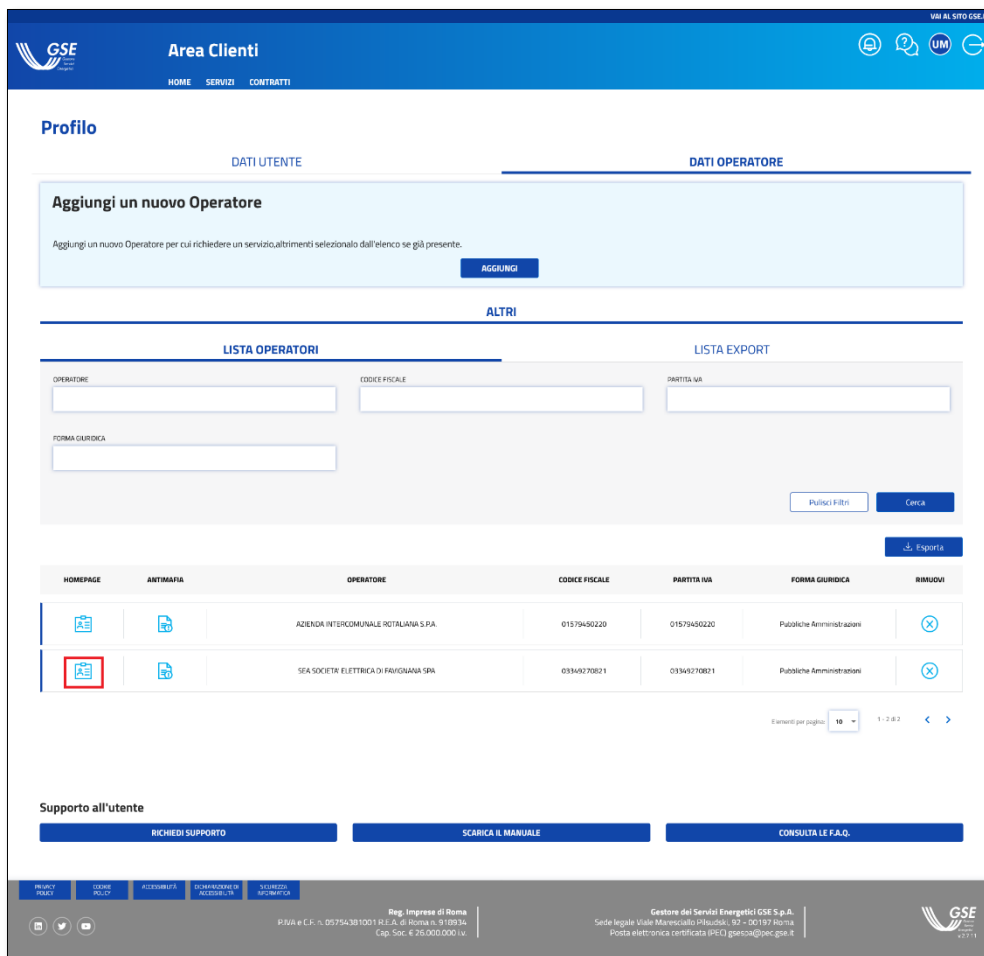 VAI AL SITO GSE.
GSE
Area Clienti
UM
HOME SERVIZI CONTRATTI
Profilo
DATI UTENTE DATI OPERATORE
Aggiungi un nuovo Operatore
Aggiungi un nuovo Operatore per cui richiedere un servizio,altrimenti selezionalo dall'elenco se già presente.
AGGIUNGI
ALTRI
LISTA OPERATORI LISTA EXPORT
OPERATORE CODICE FISCALE PARTITA IVA
FORMA GIURIDICA
Pulisci Filtri Cerca
Esporta
HOMEPAGE ANTIMAFIA OPERATORE CODICE FISCALE PARTITA IVA FORMA GIURIDICA RIMUOVI
AZIENDA INTERCOMUNALE ROTALIANA S.P.A. 01579450220 01579450220 Pubbliche Amministrazioni
SEA SOCIETA' ELETTRICA DI FAVIGNANA SPA 03349270821 03349270821 Pubbliche Amministrazioni
Elementi per pagina: 10 1 - 2 di 2
Supporto all'utente
RICHIEDI SUPPORTO SCARICA IL MANUALE CONSULTA LE F.A.Q.
PRIVACY POLICY COOKIE POLICY ACCESSIBILITÀ DICHIARAZIONE DI ACCESSIBILITÀ SICUREZZA INFORMATICA
Reg. Imprese di Roma
P.IVA e C.F. n. 05754381001 R.E.A. di Roma n. 918934
Cap. Soc. € 26.000.000 i.v.
Gestore dei Servizi Energetici GSE S.p.A.
Sede legale Viale Maresciallo Pilsudski, 92 - 00197 Roma
Posta elettronica certificata (PEC) gsespa@pec.gse.it
GSE
v2.7.11